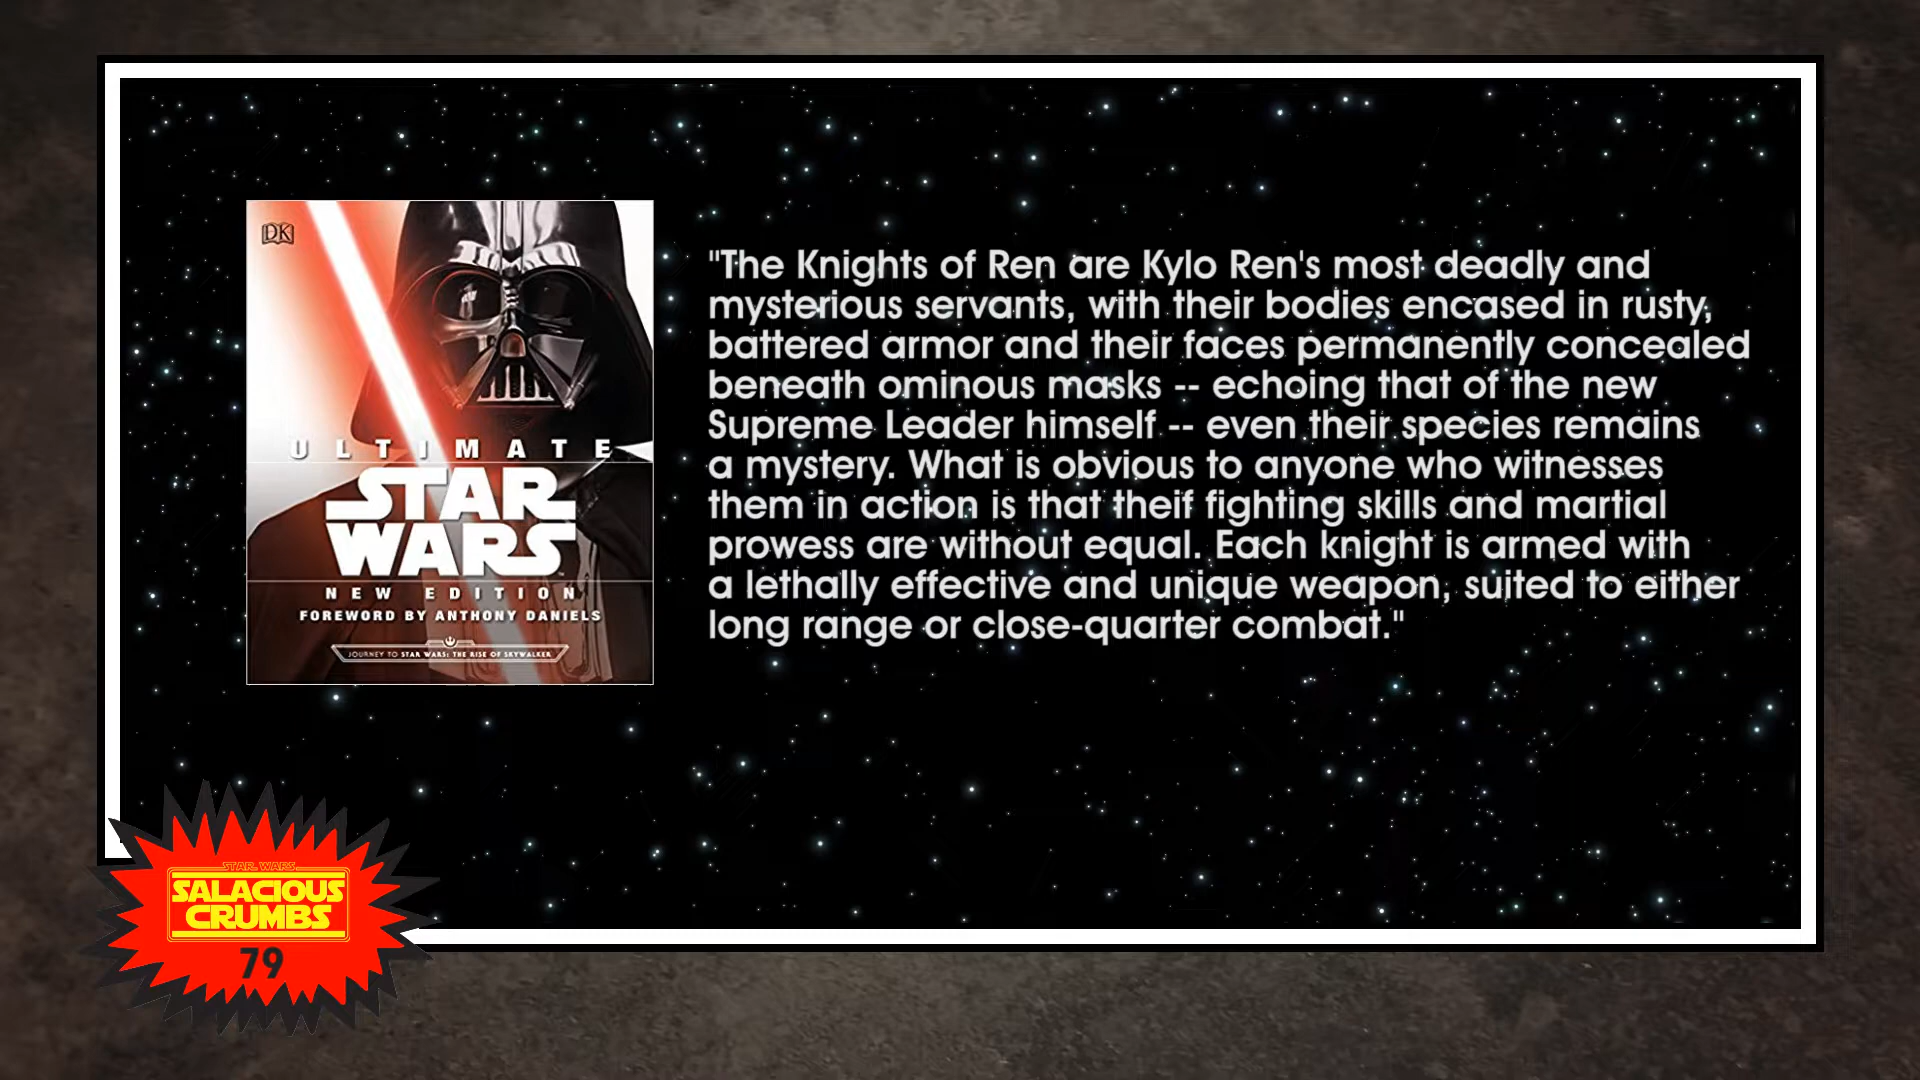 DK
ULTIMATE
STAR
WARS
NEW EDITION
FOREWORD BY ANTHONY DANIELS
JOURNEY TO STAR WARS: THE RISE OF SKYWALKER
"The Knights of Ren are Kylo Ren's most deadly and
mysterious servants, with their bodies encased in rusty,
battered armor and their faces permanently concealed
beneath ominous masks -- echoing that of the new
Supreme Leader himself -- even their species remains
a mystery. What is obvious to anyone who witnesses
them in action is that theif fighting skills and martial
prowess are without equal. Each knight is armed with
a lethally effective and unique weapon, suited to either
long range or close-quarter combat."
STAR WARS
SALACIOUS
CRUMBS
79